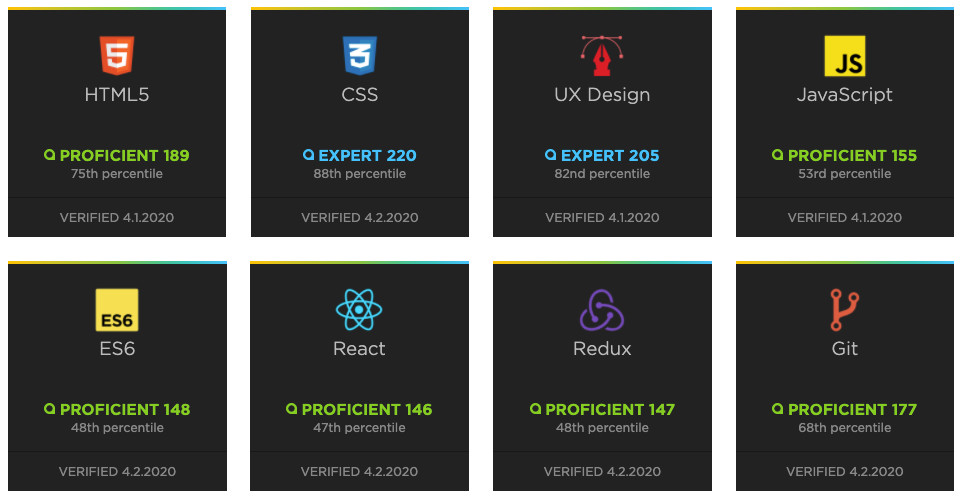 HTML5
PROFICIENT 189
75th percentile
VERIFIED 4.1.2020
CSS
EXPERT 220
88th percentile
VERIFIED 4.2.2020
UX Design
EXPERT 205
82nd percentile
VERIFIED 4.1.2020
JS
JavaScript
PROFICIENT 155
53rd percentile
VERIFIED 4.1.2020
ES6
ES6
PROFICIENT 148
48th percentile
VERIFIED 4.2.2020
React
PROFICIENT 146
47th percentile
VERIFIED 4.2.2020
Redux
PROFICIENT 147
48th percentile
VERIFIED 4.2.2020
Git
PROFICIENT 177
68th percentile
VERIFIED 4.2.2020